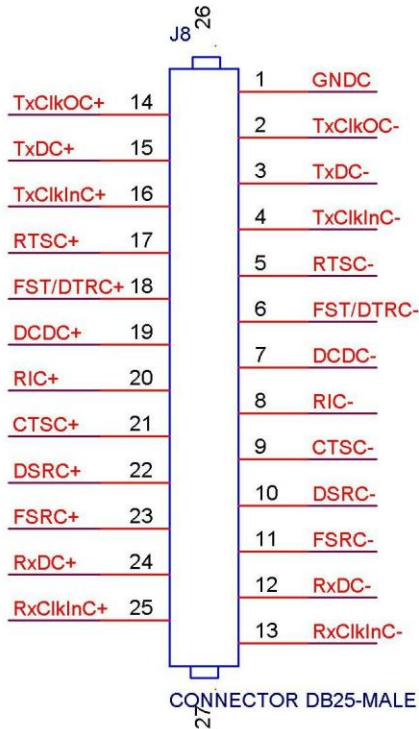 26
J8
1 GNDC
TxClkOC+ 14
2 TxClkOC-
TxDC+ 15
3 TxDC-
TxClkInC+ 16
4 TxClkInC-
RTSC+ 17
5 RTSC-
FST/DTRC+ 18
6 FST/DTRC-
DCDC+ 19
7 DCDC-
RIC+ 20
8 RIC-
CTSC+ 21
9 CTSC-
DSRC+ 22
10 DSRC-
FSRC+ 23
11 FSRC-
RxDC+ 24
12 RxDC-
RxClkInC+ 25
13 RxClkInC-
CONNECTOR DB25-MALE
27